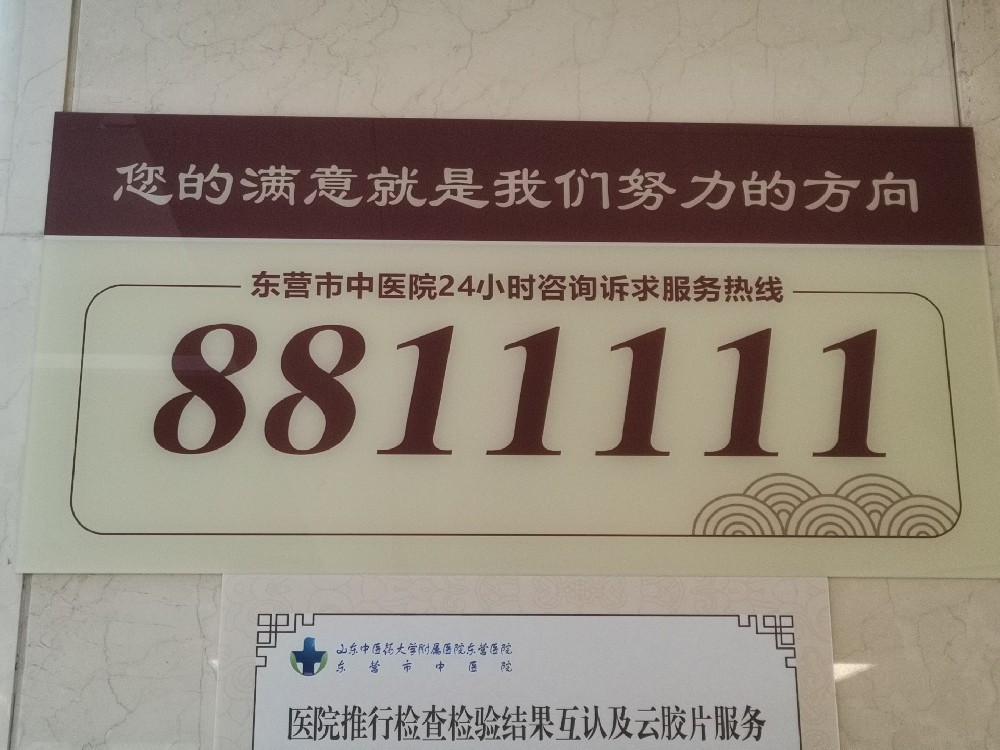 您的满意就是我们努力的方向
东营市中医院24小时咨询诉求服务热线
8811111
山东中医药大学附属医院东营医院
东营市中医院
医院推行检查检验结果互认及云胶片服务